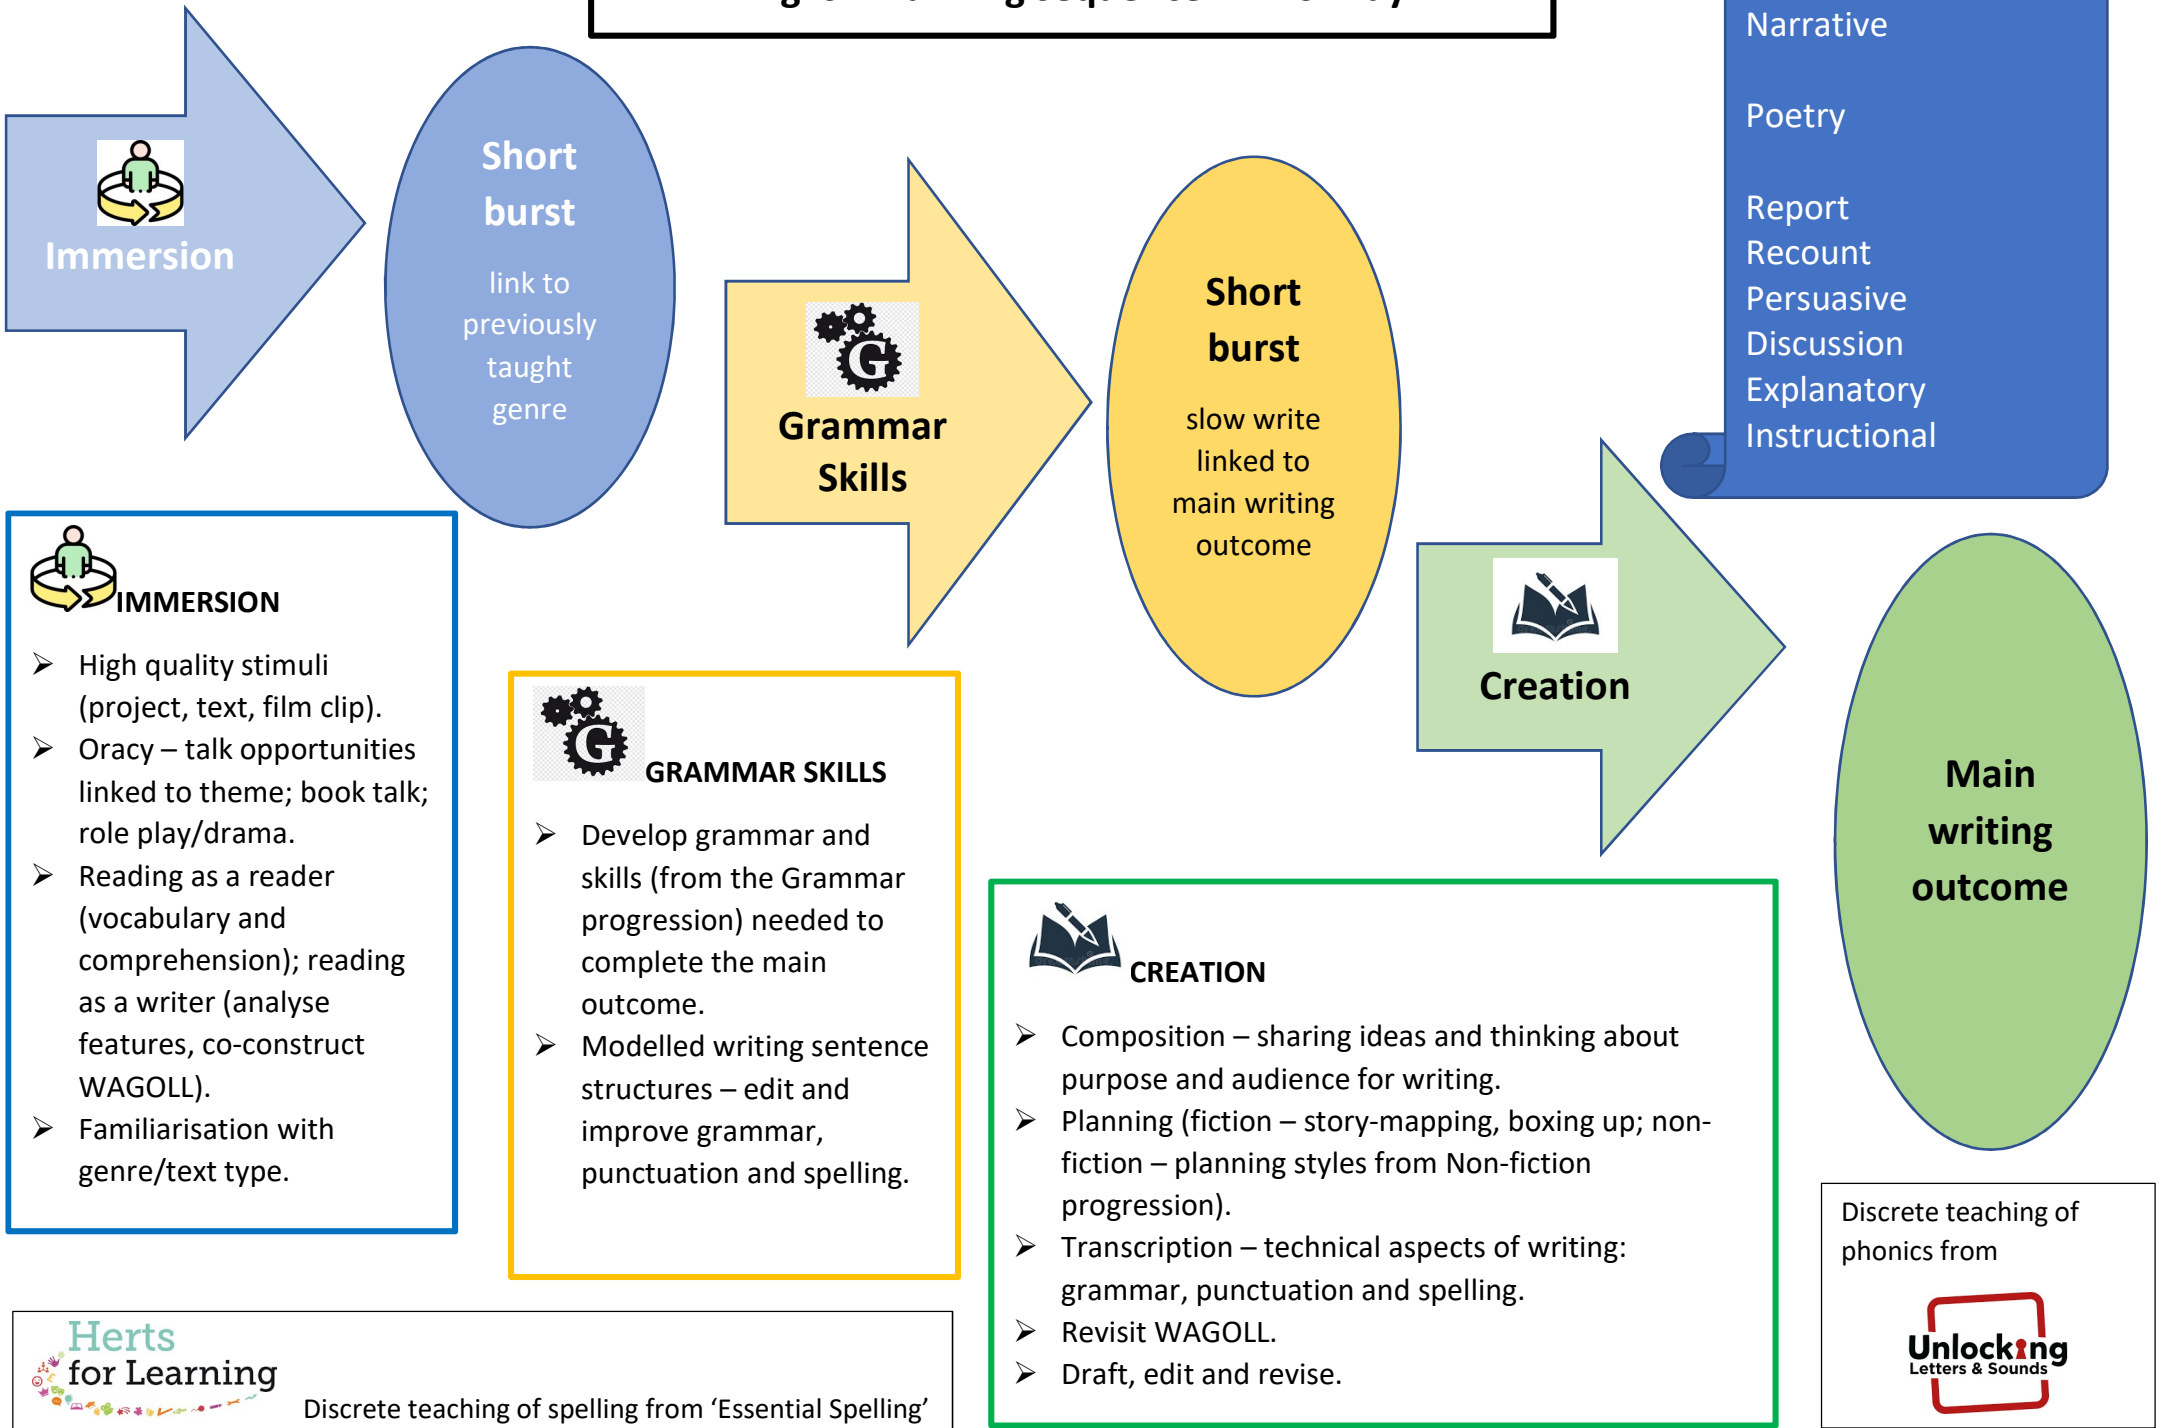 Narrative
Poetry
Report
Recount
Persuasive
Discussion
Explanatory
Instructional
Immersion
Short
burst
link to
previously
taught
genre
G
Grammar
Skills
Short
burst
slow write
linked to
main writing
outcome
Creation
Main
writing
outcome
IMMERSION
➢ High quality stimuli
(project, text, film clip).
➢ Oracy – talk opportunities
linked to theme; book talk;
role play/drama.
➢ Reading as a reader
(vocabulary and
comprehension); reading
as a writer (analyse
features, co-construct
WAGOLL).
➢ Familiarisation with
genre/text type.
G
GRAMMAR SKILLS
➢ Develop grammar and
skills (from the Grammar
progression) needed to
complete the main
outcome.
➢ Modelled writing sentence
structures – edit and
improve grammar,
punctuation and spelling.
CREATION
➢ Composition – sharing ideas and thinking about
purpose and audience for writing.
➢ Planning (fiction – story-mapping, boxing up; non-
fiction – planning styles from Non-fiction
progression).
➢ Transcription – technical aspects of writing:
grammar, punctuation and spelling.
➢ Revisit WAGOLL.
➢ Draft, edit and revise.
Herts
for Learning
Discrete teaching of spelling from ‘Essential Spelling’
Discrete teaching of
phonics from
Unlocking
Letters & Sounds